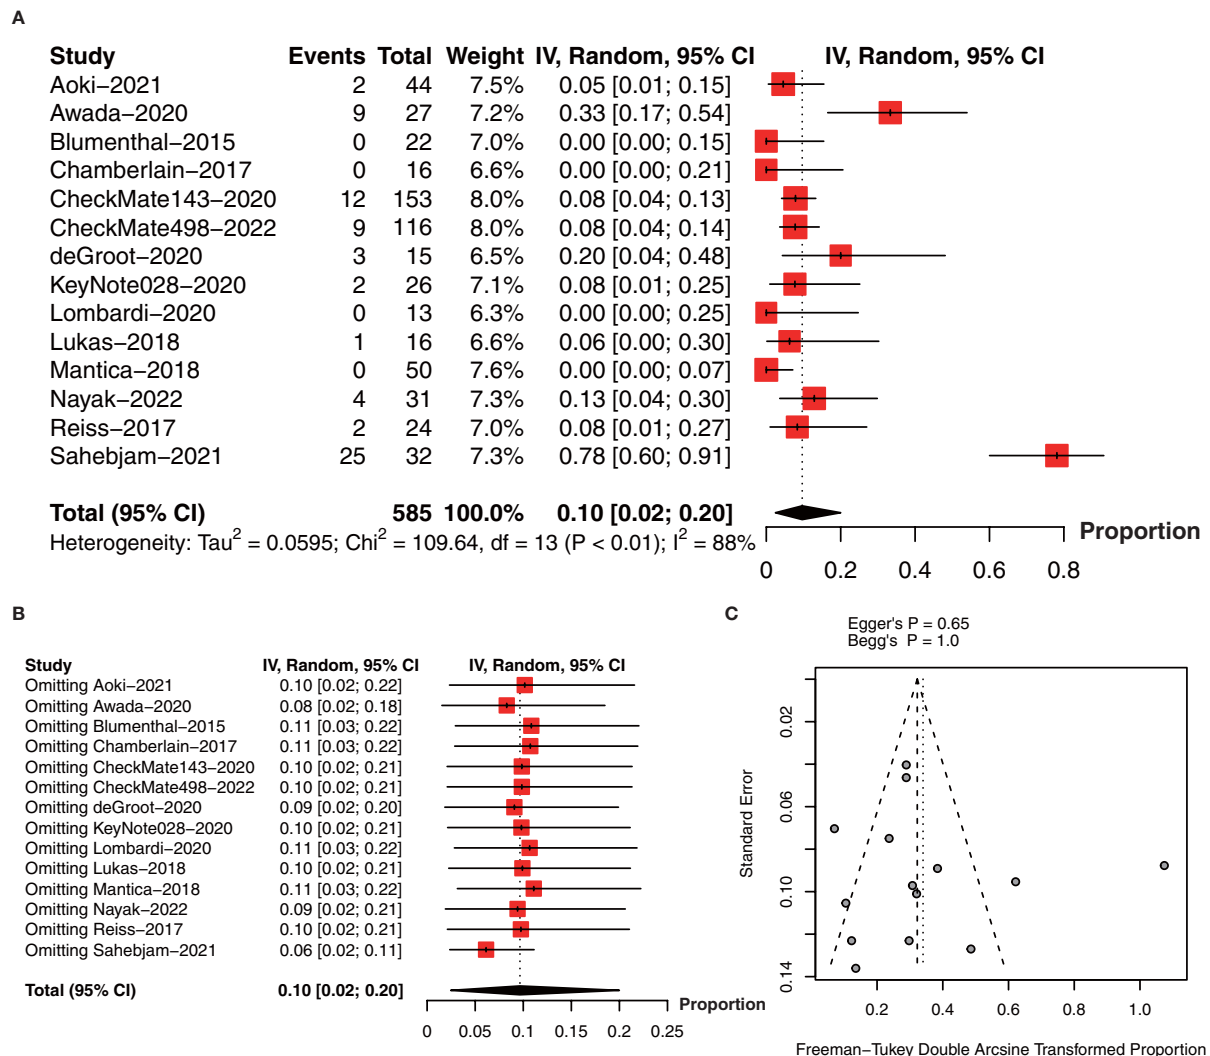 A
Study Events Total Weight IV, Random, 95% CI IV, Random, 95% CI
Aoki−2021 2 44 7.5% 0.05 [0.01; 0.15]
Awada−2020 9 27 7.2% 0.33 [0.17; 0.54]
Blumenthal−2015 0 22 7.0% 0.00 [0.00; 0.15]
Chamberlain−2017 0 16 6.6% 0.00 [0.00; 0.21]
CheckMate143−2020 12 153 8.0% 0.08 [0.04; 0.13]
CheckMate498−2022 9 116 8.0% 0.08 [0.04; 0.14]
deGroot−2020 3 15 6.5% 0.20 [0.04; 0.48]
KeyNote028−2020 2 26 7.1% 0.08 [0.01; 0.25]
Lombardi−2020 0 13 6.3% 0.00 [0.00; 0.25]
Lukas−2018 1 16 6.6% 0.06 [0.00; 0.30]
Mantica−2018 0 50 7.6% 0.00 [0.00; 0.07]
Nayak−2022 4 31 7.3% 0.13 [0.04; 0.30]
Reiss−2017 2 24 7.0% 0.08 [0.01; 0.27]
Sahebjam−2021 25 32 7.3% 0.78 [0.60; 0.91]
Total (95% CI) 585 100.0% 0.10 [0.02; 0.20]
Heterogeneity: Tau² = 0.0595; Chi² = 109.64, df = 13 (P < 0.01); I² = 88%
Proportion
0 0.2 0.4 0.6 0.8
B
Study IV, Random, 95% CI IV, Random, 95% CI
Omitting Aoki−2021 0.10 [0.02; 0.22]
Omitting Awada−2020 0.08 [0.02; 0.18]
Omitting Blumenthal−2015 0.11 [0.03; 0.22]
Omitting Chamberlain−2017 0.11 [0.03; 0.22]
Omitting CheckMate143−2020 0.10 [0.02; 0.21]
Omitting CheckMate498−2022 0.10 [0.02; 0.21]
Omitting deGroot−2020 0.09 [0.02; 0.20]
Omitting KeyNote028−2020 0.10 [0.02; 0.21]
Omitting Lombardi−2020 0.11 [0.03; 0.22]
Omitting Lukas−2018 0.10 [0.02; 0.21]
Omitting Mantica−2018 0.11 [0.03; 0.22]
Omitting Nayak−2022 0.09 [0.02; 0.21]
Omitting Reiss−2017 0.10 [0.02; 0.21]
Omitting Sahebjam−2021 0.06 [0.02; 0.11]
Total (95% CI) 0.10 [0.02; 0.20]
Proportion
0 0.05 0.1 0.15 0.2 0.25
C
Egger's P = 0.65
Begg's P = 1.0
Standard Error
0.02
0.06
0.10
0.14
0.2 0.4 0.6 0.8 1.0
Freeman−Tukey Double Arcsine Transformed Proportion